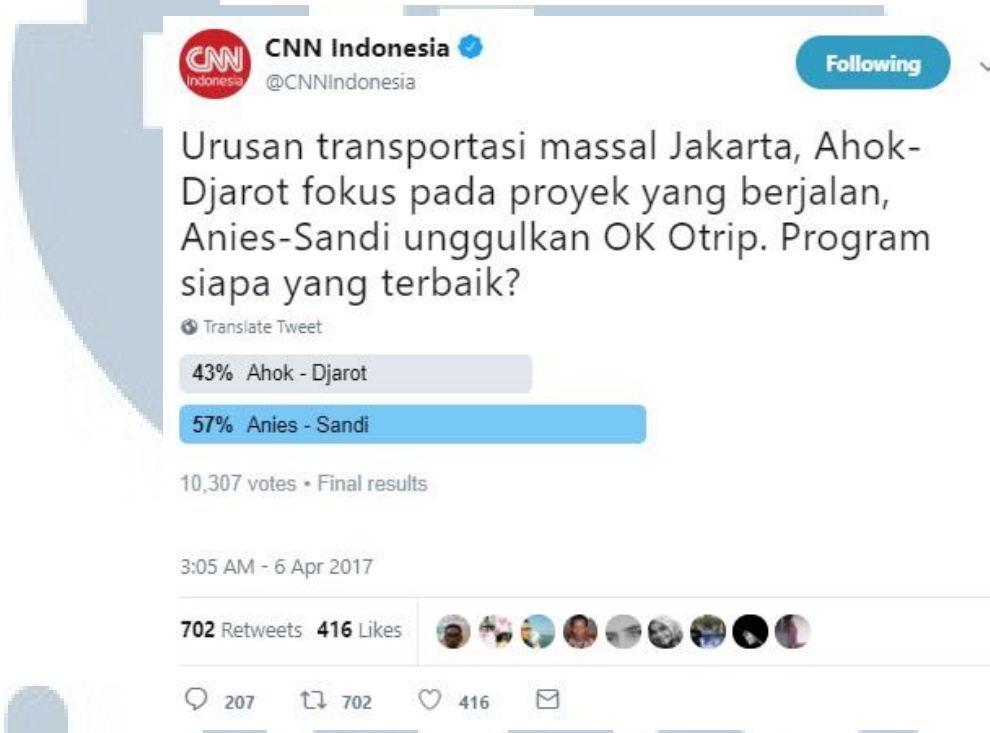 CNN
Indonesia
CNN Indonesia
@CNNIndonesia
Following
Urusan transportasi massal Jakarta, Ahok-
Djarot fokus pada proyek yang berjalan,
Anies-Sandi unggulkan OK Otrip. Program
siapa yang terbaik?
Translate Tweet
43% Ahok - Djarot
57% Anies - Sandi
10,307 votes • Final results
3:05 AM - 6 Apr 2017
702 Retweets 416 Likes
207 702 416